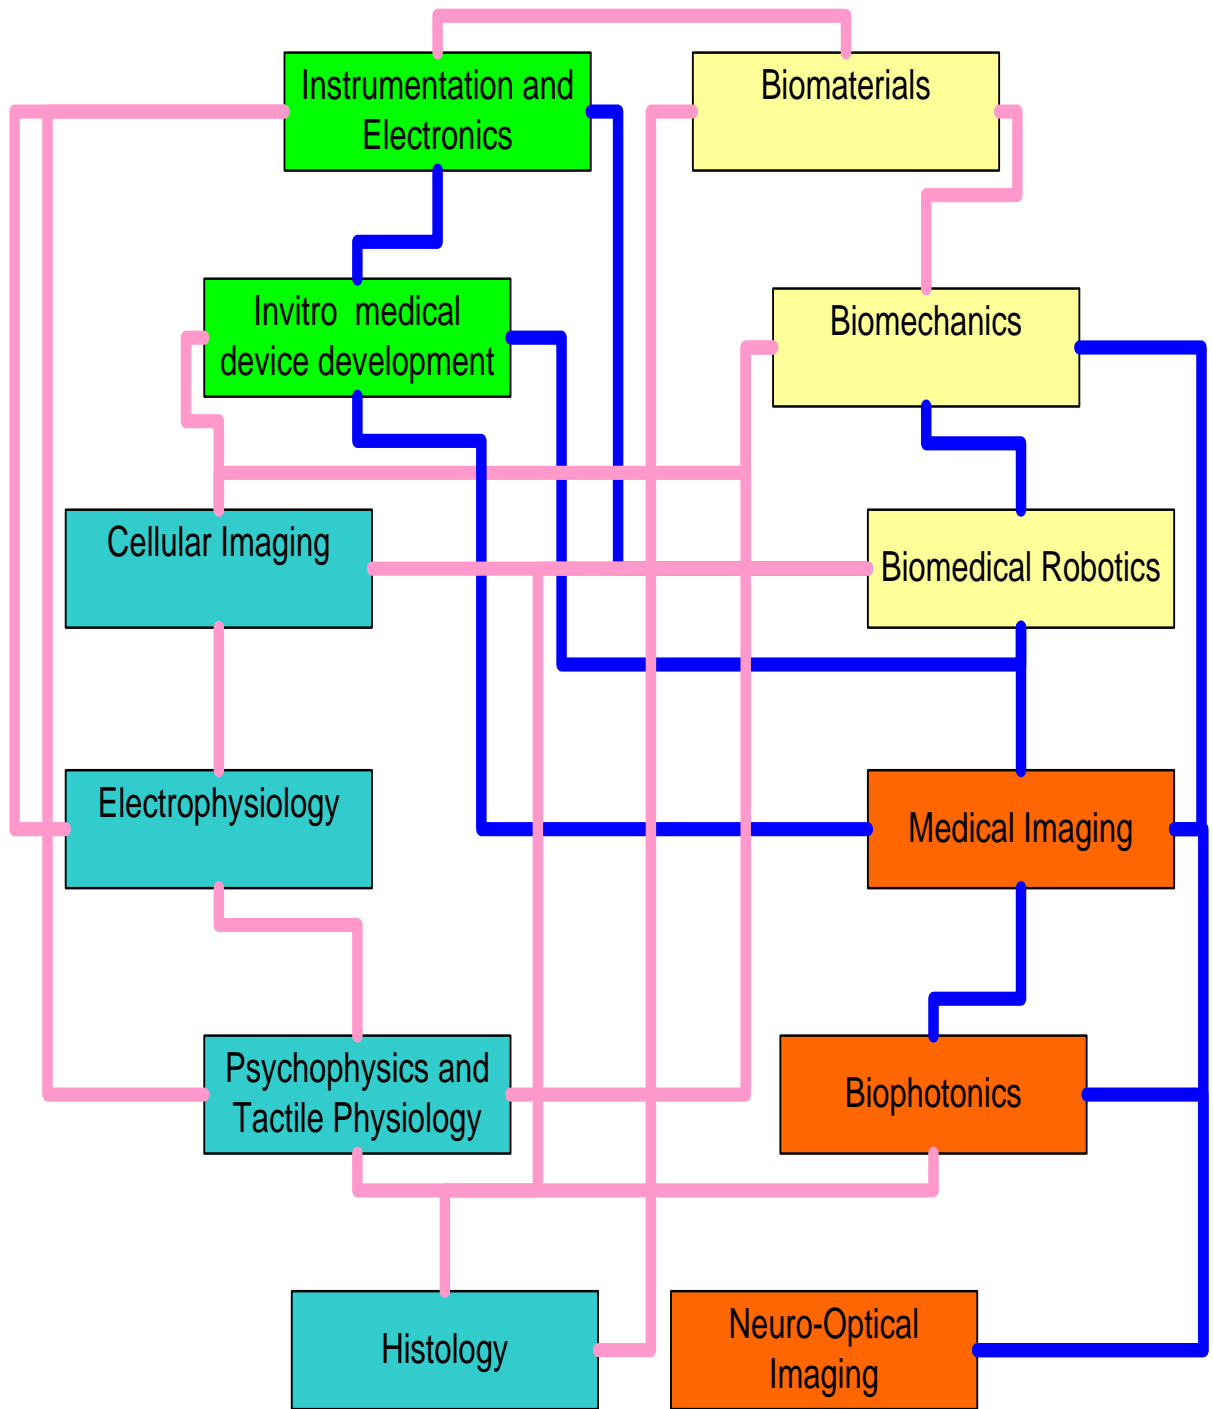 Instrumentation and
Electronics
Biomaterials
Invitro medical
device development
Biomechanics
Cellular Imaging
Biomedical Robotics
Electrophysiology
Medical Imaging
Psychophysics and
Tactile Physiology
Biophotonics
Histology
Neuro-Optical
Imaging